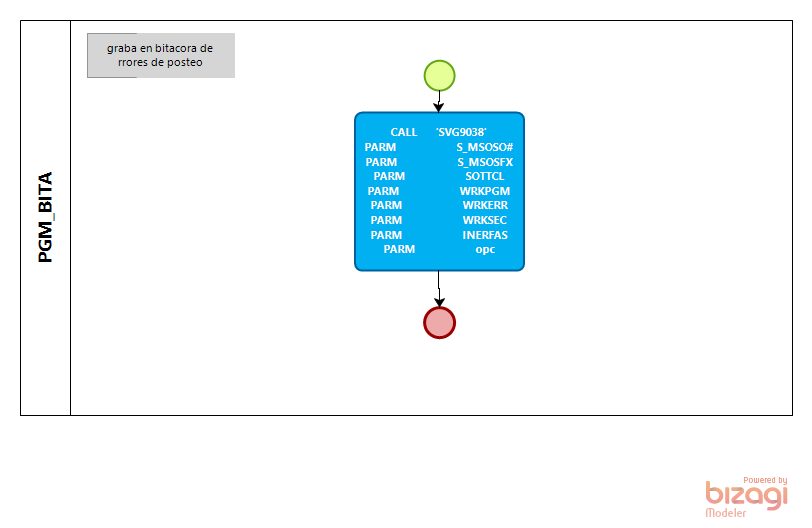 graba en bitacora de
rrores de posteo
PGM_BITA
CALL 'SVG9038'
PARM S_MSOSO#
PARM S_MSOSFX
PARM SOTTCL
PARM WRKPGM
PARM WRKERR
PARM WRKSEC
PARM INERFAS
PARM opc
Powered by
bizagi
Modeler